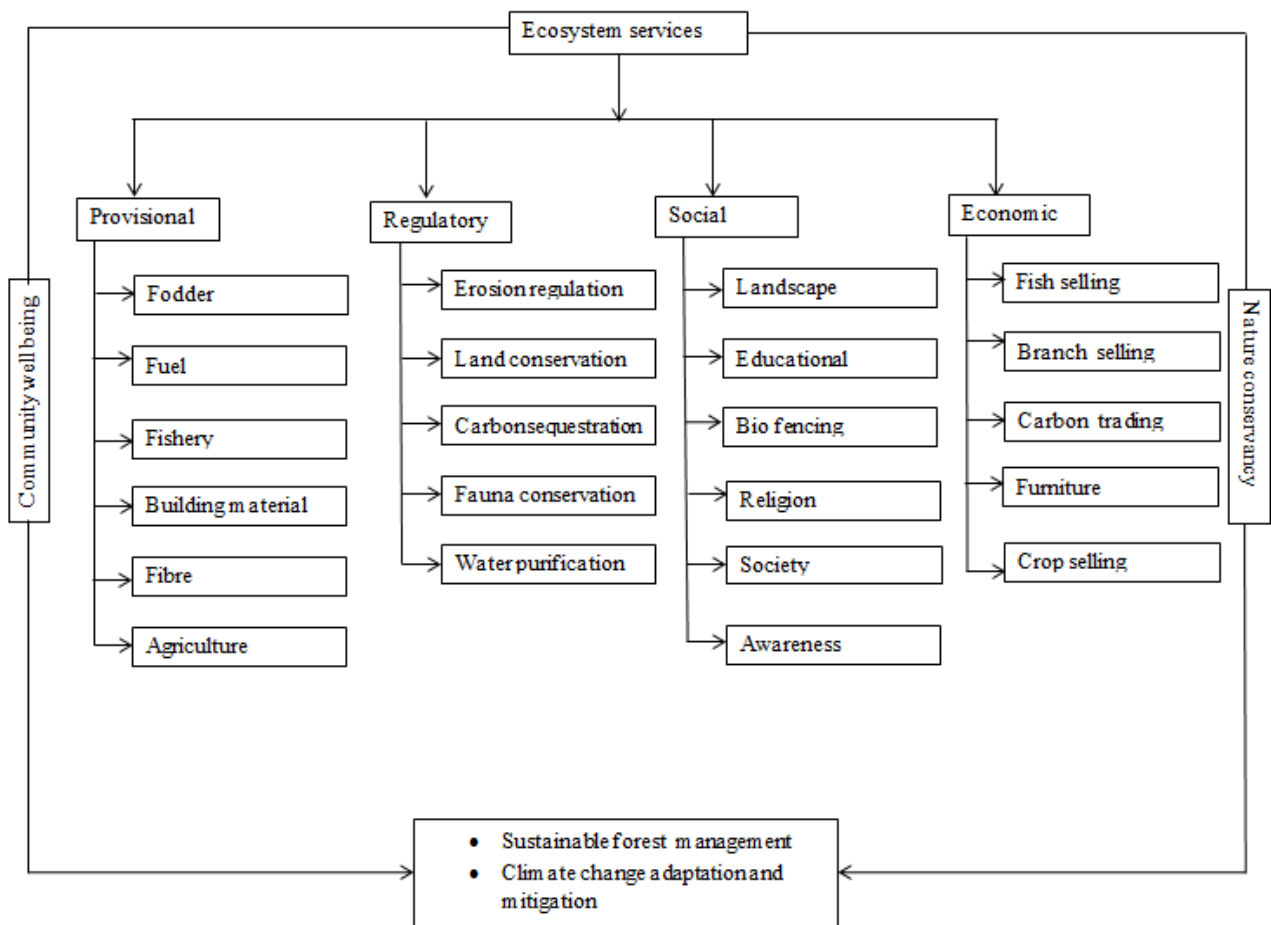 Ecosystem services
Provisional
Regulatory
Social
Economic
Fodder
Fuel
Fishery
Building material
Fibre
Agriculture
Erosion regulation
Land conservation
Carbon sequestration
Fauna conservation
Water purification
Landscape
Educational
Bio fencing
Religion
Society
Awareness
Fish selling
Branch selling
Carbon trading
Furniture
Crop selling
Community well being
Nature conservancy
• Sustainable forest management
• Climate change adaptation and
mitigation